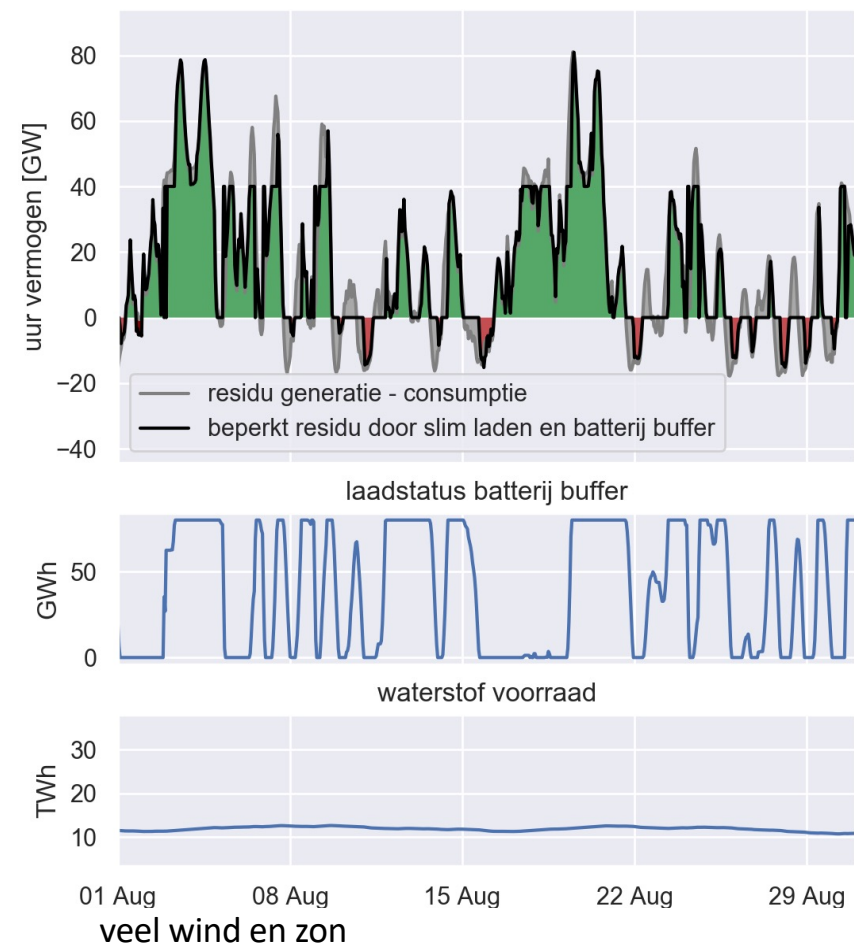 80
60
40
20
0
−20
−40
uur vermogen [GW]
residu generatie - consumptie
beperkt residu door slim laden en batterij buffer
laadstatus batterij buffer
50
0
GWh
waterstof voorraad
30
20
10
TWh
01 Aug 08 Aug 15 Aug 22 Aug 29 Aug
veel wind en zon